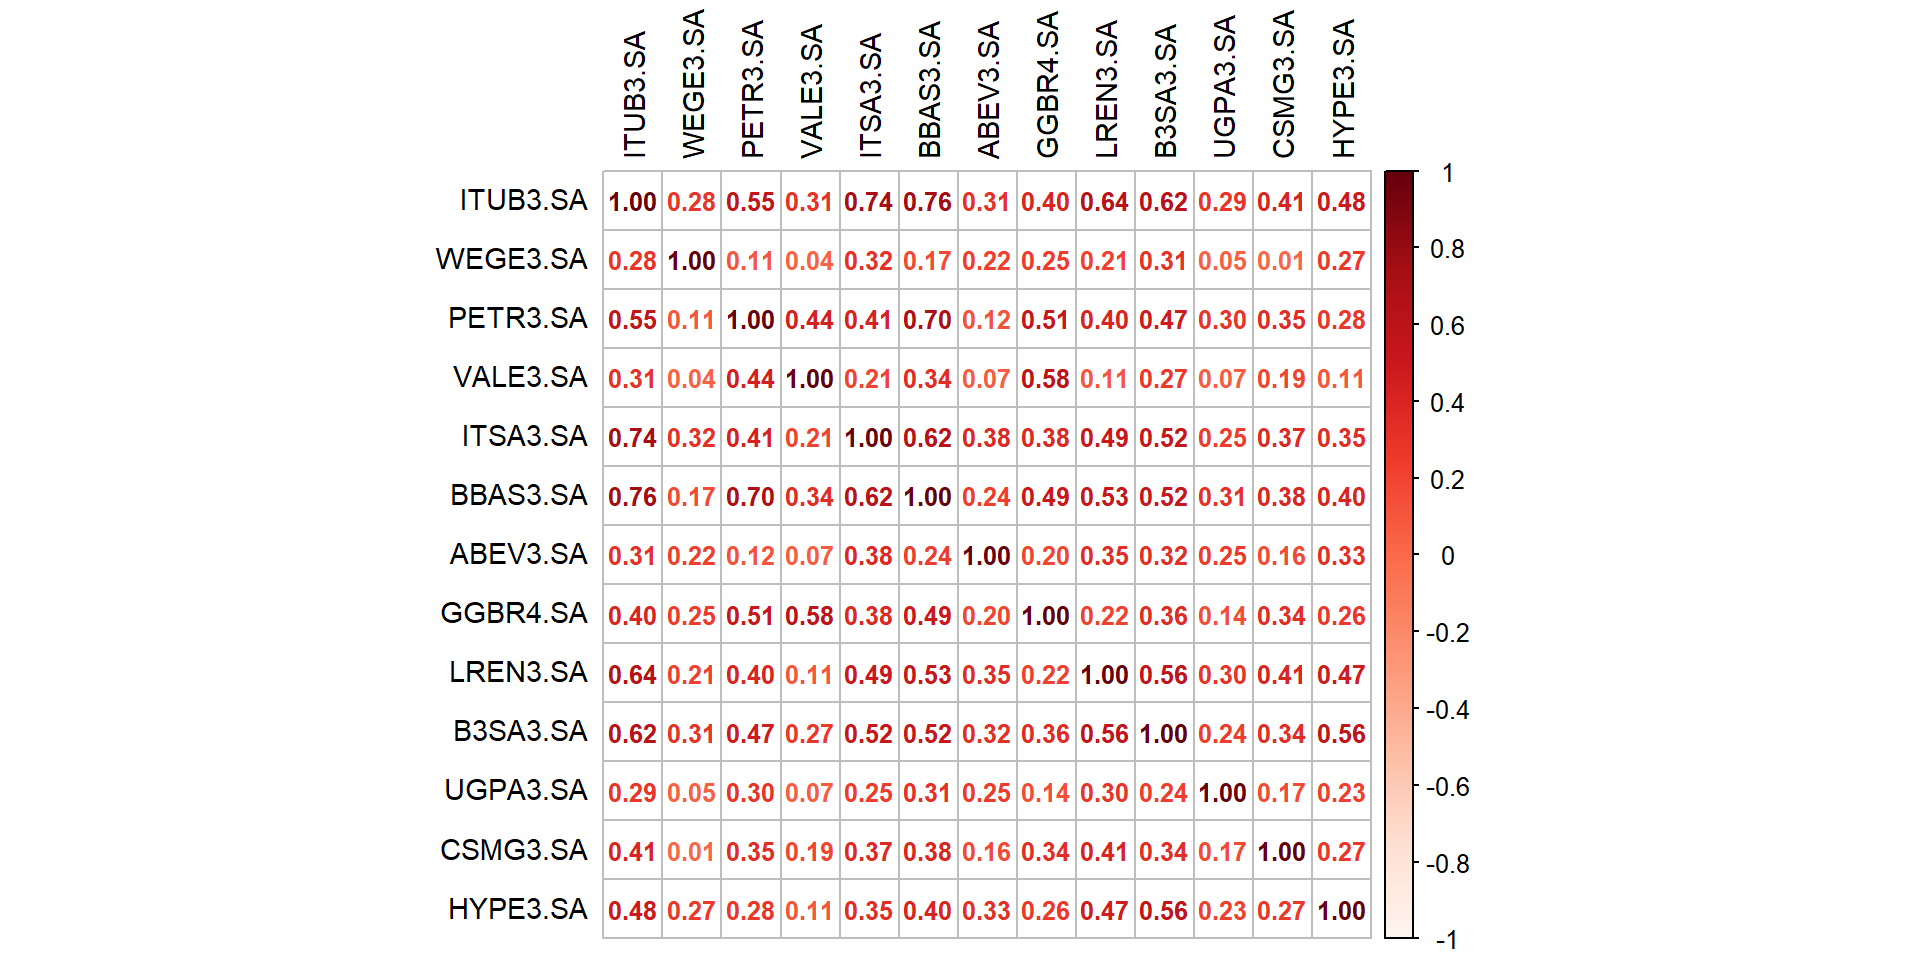 ITUB3.SA WEGE3.SA PETR3.SA VALE3.SA ITSA3.SA BBAS3.SA ABEV3.SA GGBR4.SA LREN3.SA B3SA3.SA UGPA3.SA CSMG3.SA HYPE3.SA
ITUB3.SA 1.00 0.28 0.55 0.31 0.74 0.76 0.31 0.40 0.64 0.62 0.29 0.41 0.48
WEGE3.SA 0.28 1.00 0.11 0.04 0.32 0.17 0.22 0.25 0.21 0.31 0.05 0.01 0.27
PETR3.SA 0.55 0.11 1.00 0.44 0.41 0.70 0.12 0.51 0.40 0.47 0.30 0.35 0.28
VALE3.SA 0.31 0.04 0.44 1.00 0.21 0.34 0.07 0.58 0.11 0.27 0.07 0.19 0.11
ITSA3.SA 0.74 0.32 0.41 0.21 1.00 0.62 0.38 0.38 0.49 0.52 0.25 0.37 0.35
BBAS3.SA 0.76 0.17 0.70 0.34 0.62 1.00 0.24 0.49 0.53 0.52 0.31 0.38 0.40
ABEV3.SA 0.31 0.22 0.12 0.07 0.38 0.24 1.00 0.20 0.35 0.32 0.25 0.16 0.33
GGBR4.SA 0.40 0.25 0.51 0.58 0.38 0.49 0.20 1.00 0.22 0.36 0.14 0.34 0.26
LREN3.SA 0.64 0.21 0.40 0.11 0.49 0.53 0.35 0.22 1.00 0.56 0.30 0.41 0.47
B3SA3.SA 0.62 0.31 0.47 0.27 0.52 0.52 0.32 0.36 0.56 1.00 0.24 0.34 0.56
UGPA3.SA 0.29 0.05 0.30 0.07 0.25 0.31 0.25 0.14 0.30 0.24 1.00 0.17 0.23
CSMG3.SA 0.41 0.01 0.35 0.19 0.37 0.38 0.16 0.34 0.41 0.34 0.17 1.00 0.27
HYPE3.SA 0.48 0.27 0.28 0.11 0.35 0.40 0.33 0.26 0.47 0.56 0.23 0.27 1.00
1
0.8
0.6
0.4
0.2
0
-0.2
-0.4
-0.6
-0.8
-1